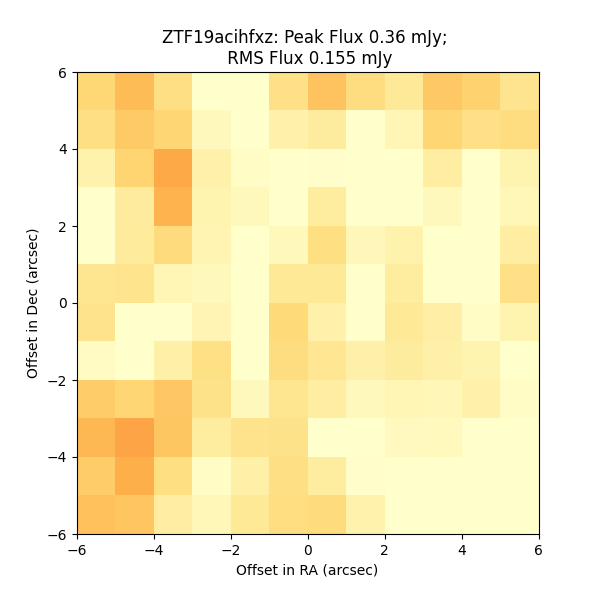 ZTF19acihfxz: Peak Flux 0.36 mJy;
RMS Flux 0.155 mJy
6
4
2
0
−2
−4
−6
Offset in Dec (arcsec)
−6 −4 −2 0 2 4 6
Offset in RA (arcsec)